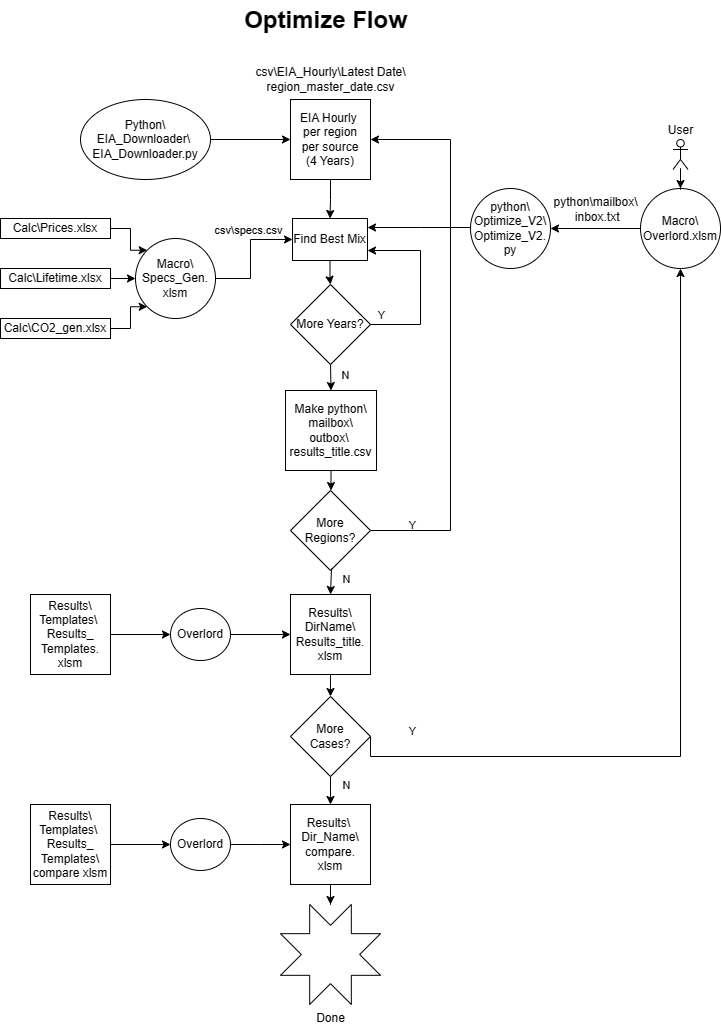 Optimize Flow
csv\EIA_Hourly\Latest Date\
region_master_date.csv
Python\
EIA_Downloader\
EIA_Downloader.py
EIA Hourly
per region
per source
(4 Years)
User
Calc\Prices.xlsx
Calc\Lifetime.xlsx
Calc\CO2_gen.xlsx
Macro\
Specs_Gen.
xlsm
csv\specs.csv
Find Best Mix
python\
Optimize_V2\
Optimize_V2.
py
python\mailbox\
inbox.txt
Macro\
Overlord.xlsm
More Years?
Y
N
Make python\
mailbox\
outbox\
results_title.csv
More
Regions?
Y
N
Results\
Templates\
Results_
Templates.
xlsm
Overlord
Results\
DirName\
Results_title.
xlsm
More
Cases?
Y
N
Results\
Templates\
Results_
Templates\
compare xlsm
Overlord
Results\
Dir_Name\
compare.
xlsm
Done